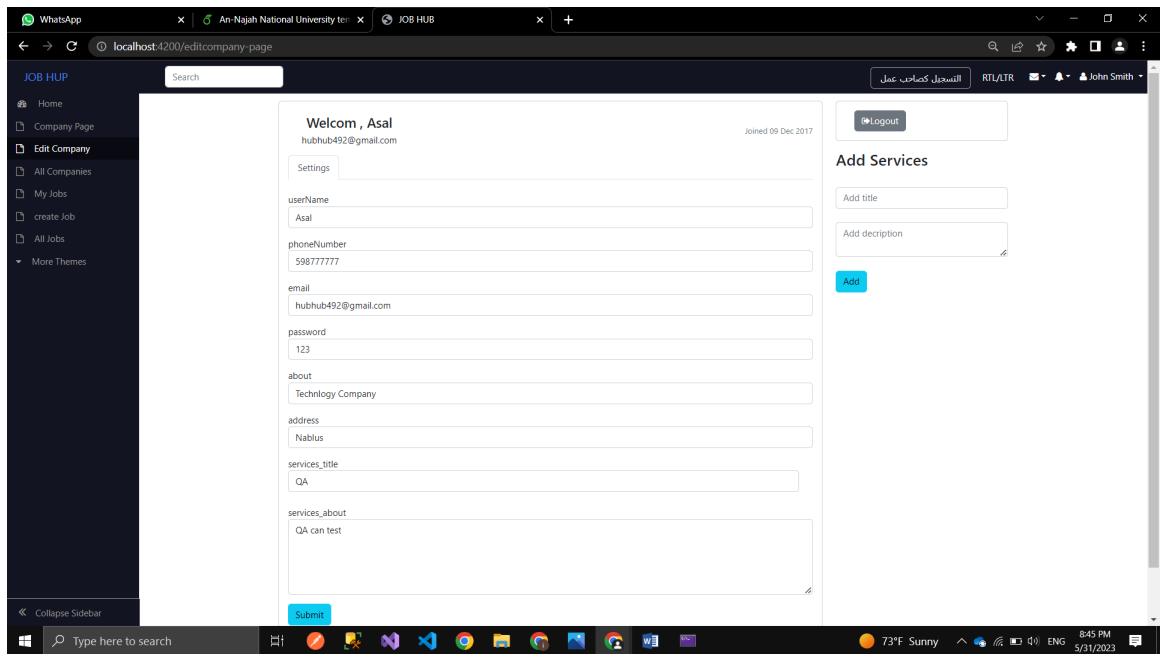 WhatsApp
An-Najah National University ten
JOB HUB
localhost:4200/editcompany-page
JOB HUP
Search
التسجيل كصاحب عمل
RTL/LTR
John Smith
Home
Company Page
Edit Company
All Companies
My Jobs
create Job
All Jobs
More Themes
Collapse Sidebar
Welcom , Asal
hubhub492@gmail.com
Joined 09 Dec 2017
Settings
userName
Asal
phoneNumber
598777777
email
hubhub492@gmail.com
password
123
about
Technlogy Company
address
Nablus
services_title
QA
services_about
QA can test
Submit
Logout
Add Services
Add title
Add decription
Add
Type here to search
73°F Sunny
ENG
8:45 PM
5/31/2023